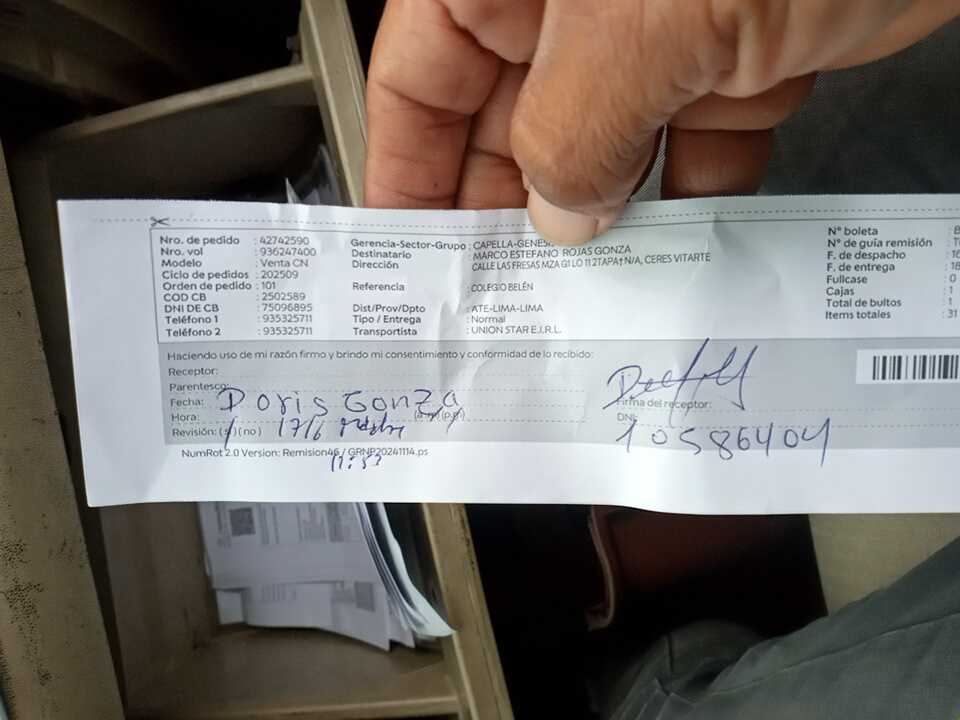 Nro. de pedido : 42742590
Nro. vol : 936247400
Modelo : Venta CN
Ciclo de pedidos : 202509
Orden de pedido : 101
COD CB : 2502589
DNI DE CB : 75096895
Teléfono 1 : 935325711
Teléfono 2 : 935325711
Gerencia-Sector-Grupo : CAPELLA-GENESI
Destinatario : MARCO ESTEFANO ROJAS GONZA
Dirección : CALLE LAS FRESAS MZA G1 LO 11 2TAPA† N/A, CERES VITARTÉ
Referencia : COLEGIO BELÉN
Dist/Prov/Dpto : ATE-LIMA-LIMA
Tipo / Entrega : Normal
Transportista : UNION STAR E.I.R.L.
N° boleta : B
N° de guía remisión :
F. de despacho : 16
F. de entrega : 18
Fullcase : 0
Cajas : 1
Total de bultos : 1
Items totales : 31
Haciendo uso de mi razón firmo y brindo mi consentimiento y conformidad de lo recibido:
Receptor:
Parentesco:
Fecha: Doris Gonza
Hora: (a.m) (p.m)
Revisión: (si) (no) 17/6
Firma del receptor:
DNI: 10586404
NumRot 2.0 Version: Remision46 / GRNP20241114.ps